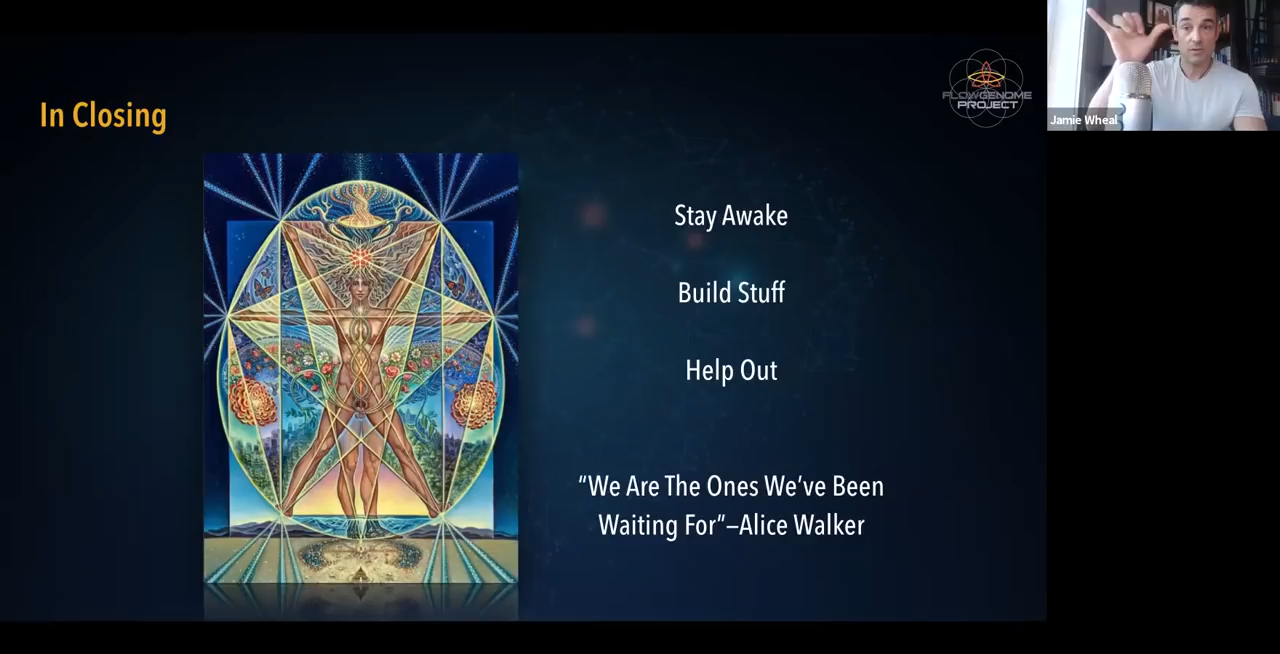 In Closing
FLOWGENOME
PROJECT
Jamie Wheal
Stay Awake
Build Stuff
Help Out
“We Are The Ones We’ve Been
Waiting For”–Alice Walker